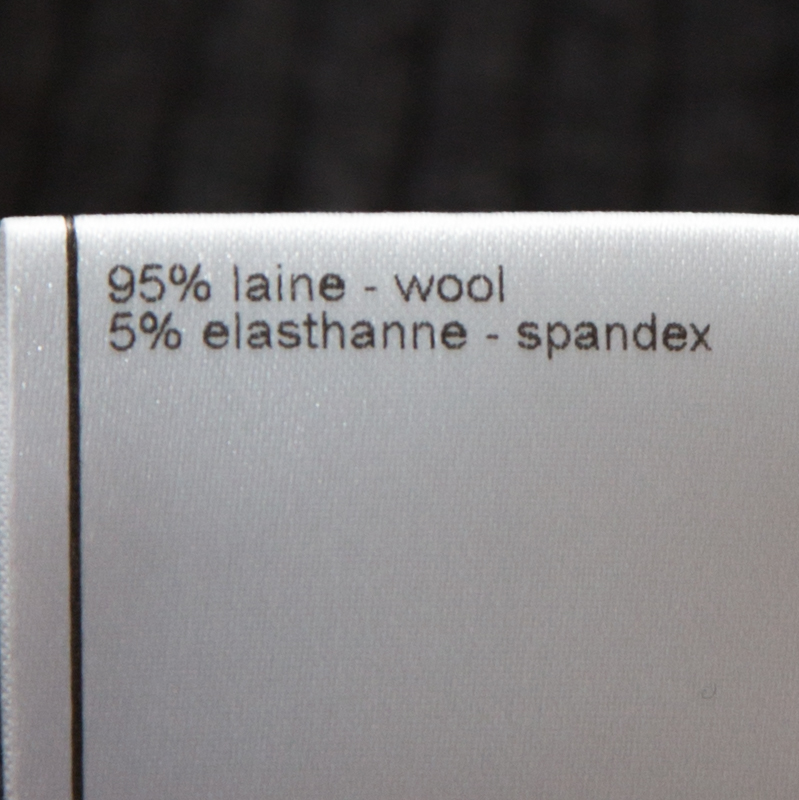 95% laine - wool
5% elasthanne - spandex